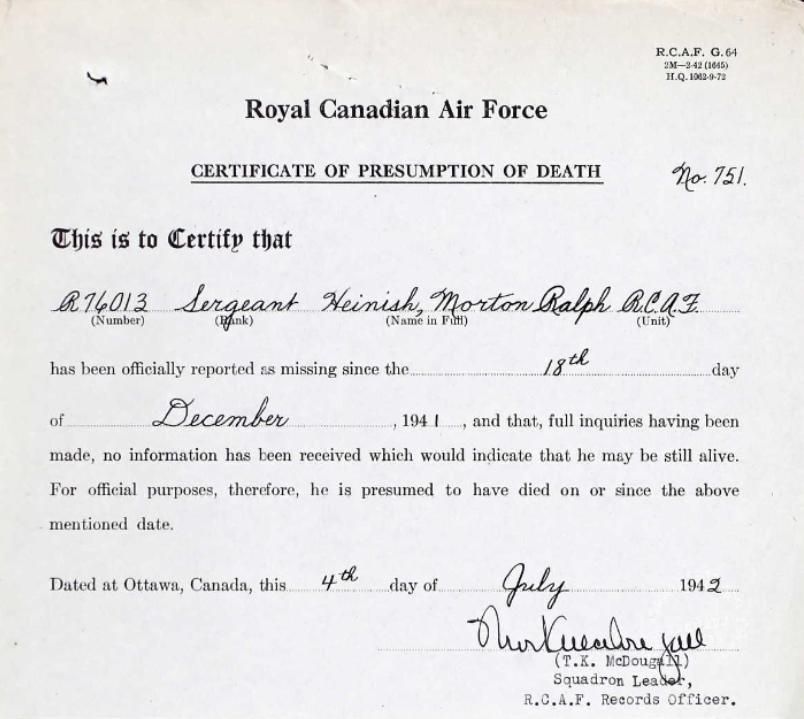 R.C.A.F. G. 64
2M—2-42 (1645)
H.Q. 1062-9-72
Royal Canadian Air Force
CERTIFICATE OF PRESUMPTION OF DEATH
No. 751.
This is to Certify that
R76013 Sergeant Heinish, Morton Ralph R.C.A.F.
(Number) (Rank) (Name in Full) (Unit)
has been officially reported as missing since the 18th day
of December, 1941, and that, full inquiries having been
made, no information has been received which would indicate that he may be still alive.
For official purposes, therefore, he is presumed to have died on or since the above
mentioned date.
Dated at Ottawa, Canada, this 4th day of July 1942
(T.K. McDougall)
Squadron Leader,
R.C.A.F. Records Officer.